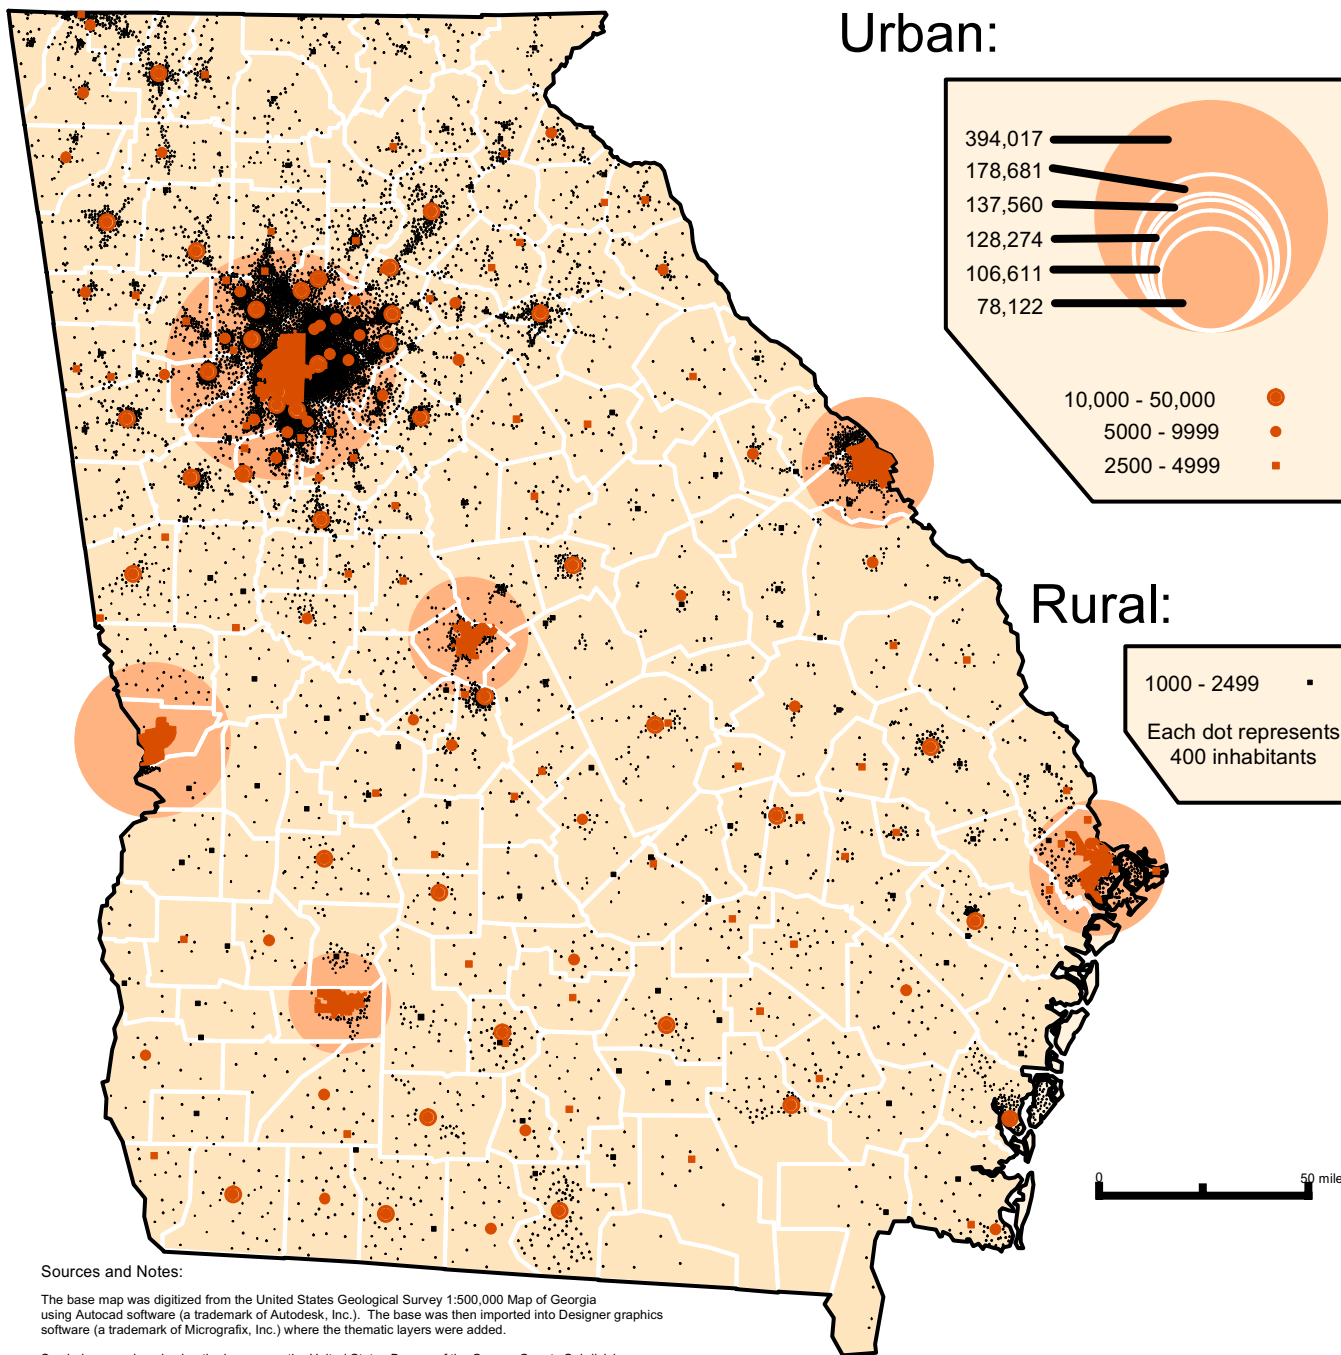 Urban:
394,017
178,681
137,560
128,274
106,611
78,122
10,000 - 50,000
5000 - 9999
2500 - 4999
Rural:
1000 - 2499
Each dot represents
400 inhabitants
0 50 mile
Sources and Notes:
The base map was digitized from the United States Geological Survey 1:500,000 Map of Georgia
using Autocad software (a trademark of Autodesk, Inc.). The base was then imported into Designer graphics
software (a trademark of Micrografix, Inc.) where the thematic layers were added.